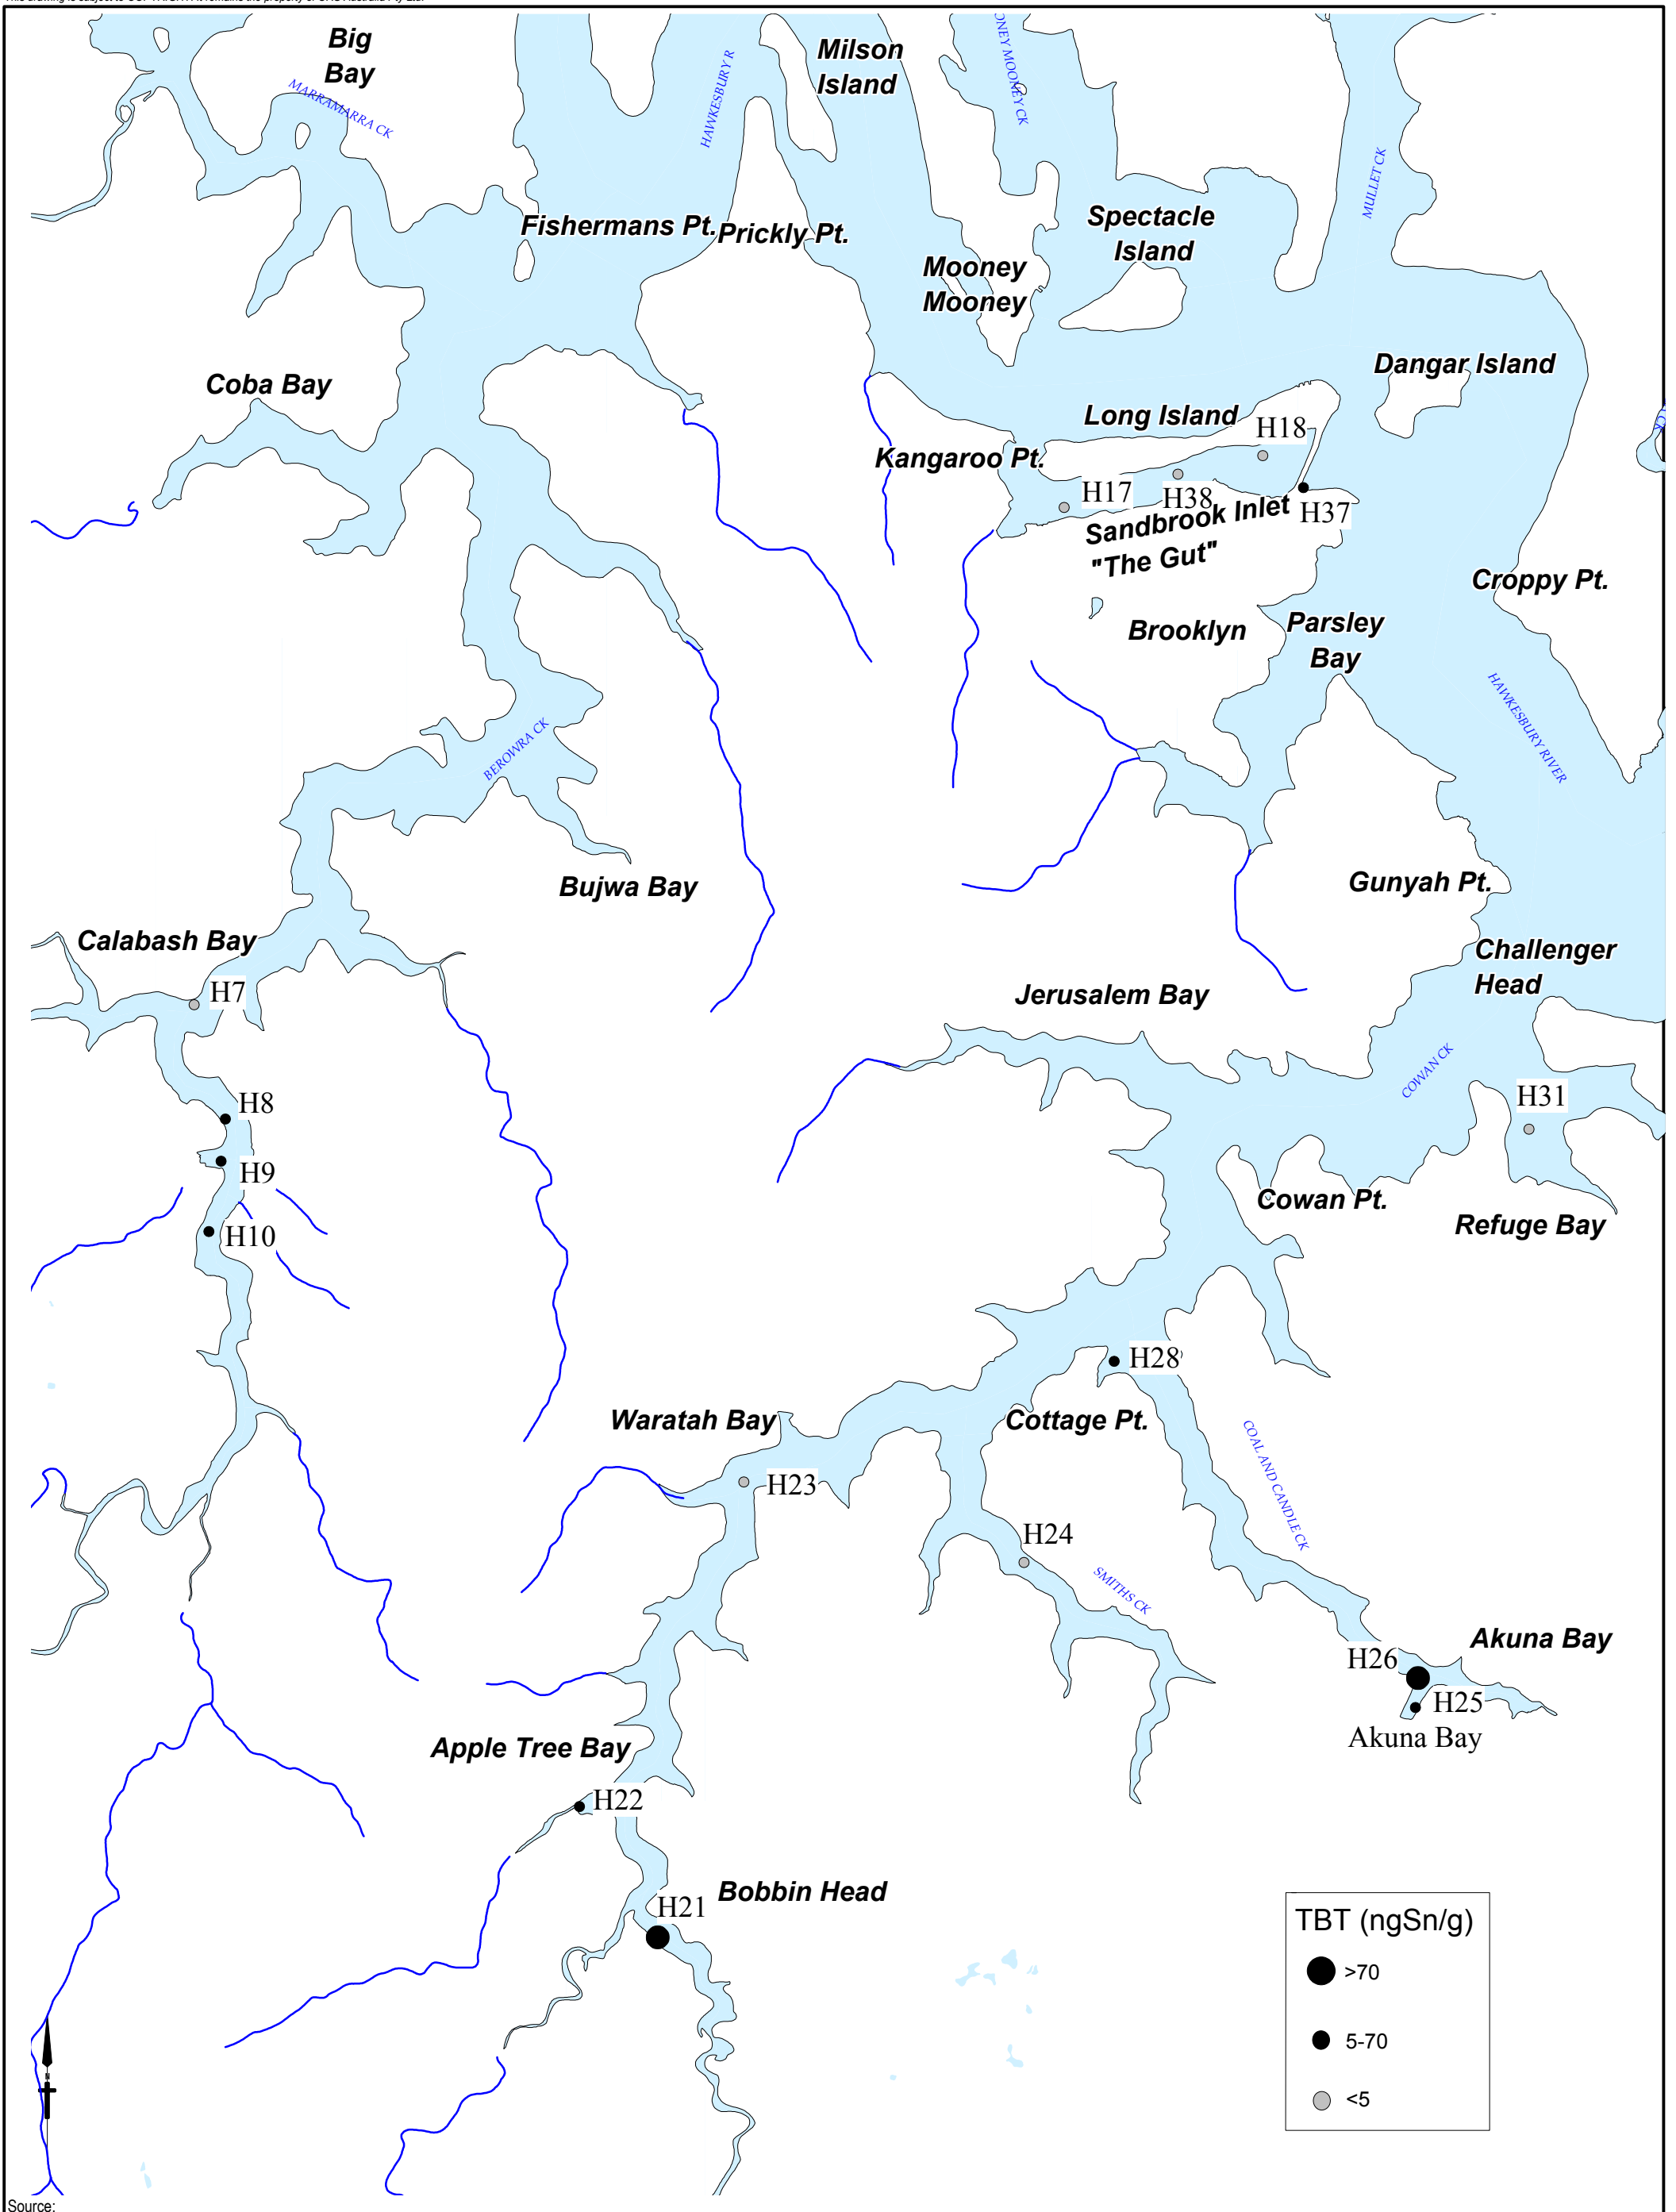 Big
Bay
MARRAMARRA CK
HAWKESBURY R
Milson
Island
MOONEY CK
MULLET CK
Fishermans Pt.
Prickly Pt.
Spectacle
Island
Mooney
Mooney
Coba Bay
Dangar Island
Long Island
H18
Kangaroo Pt.
H17
H38
H37
Sandbrook Inlet
"The Gut"
CK
Croppy Pt.
Brooklyn
Parsley
Bay
HAWKESBURY RIVER
BEROWRA CK
Bujwa Bay
Gunyah Pt.
Calabash Bay
Challenger
Head
H7
Jerusalem Bay
COWAN CK
H8
H31
H9
Cowan Pt.
H10
Refuge Bay
H28
Waratah Bay
Cottage Pt.
COAL AND CANDLE CK
H23
H24
SMITHS CK
Akuna Bay
H26
H25
Akuna Bay
Apple Tree Bay
H22
Bobbin Head
H21
TBT (ngSn/g)
>70
5-70
<5
N
Source: